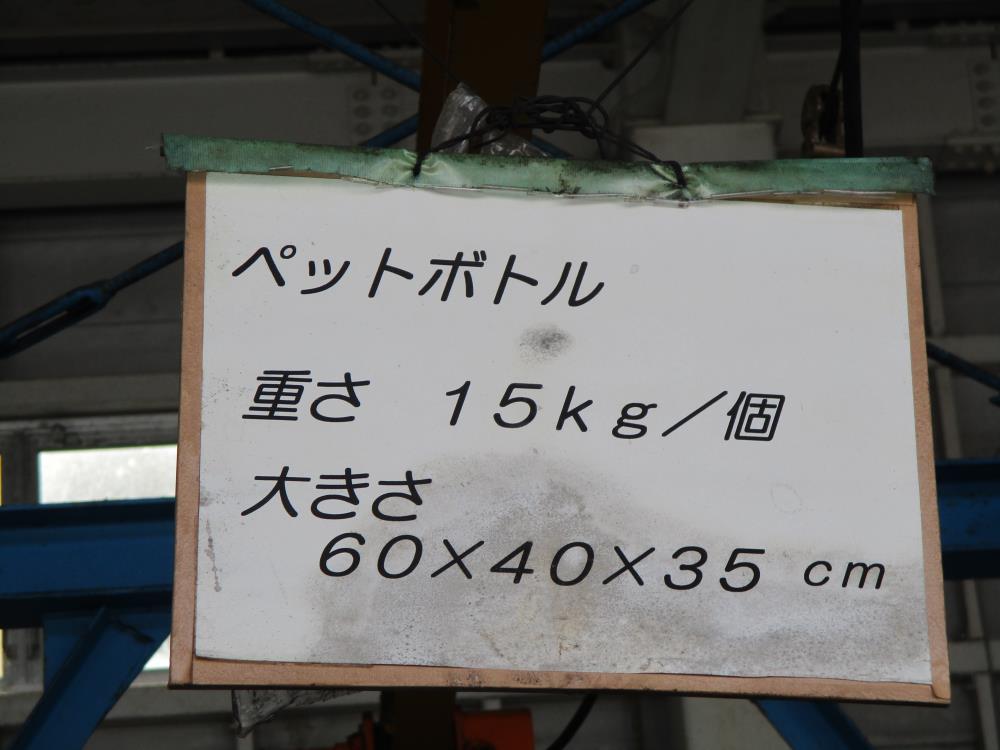 ペットボトル
重さ　１５ｋｇ／個
大きさ
６０×４０×３５ ｃｍ